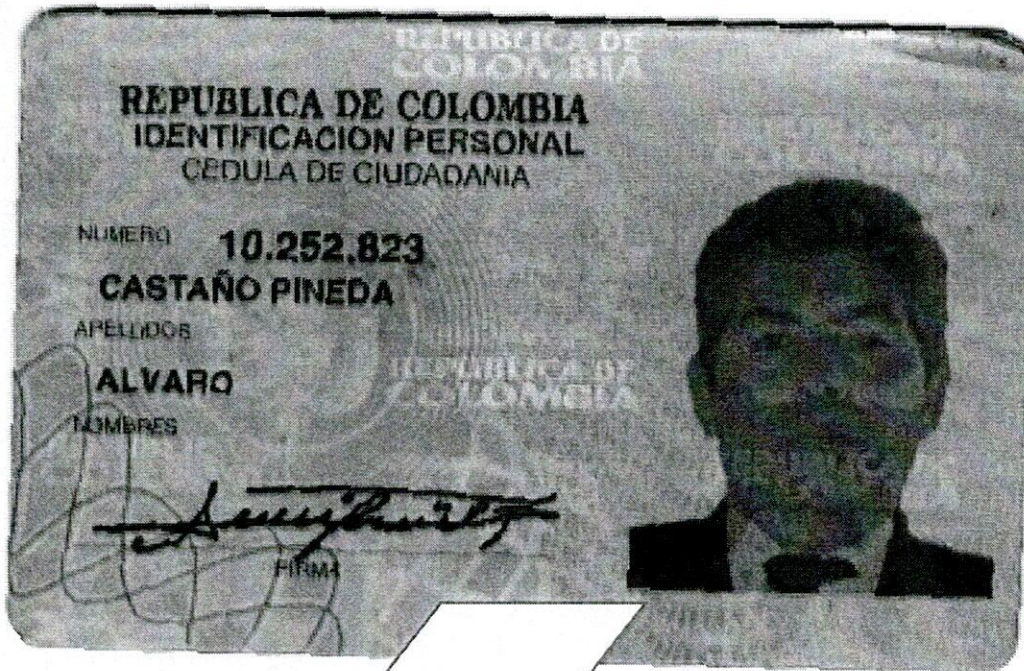 REPUBLICA DE
COLOMBIA
REPUBLICA DE COLOMBIA
IDENTIFICACION PERSONAL
CEDULA DE CIUDADANIA
NUMERO 10.252.823
CASTAÑO PINEDA
APELLIDOS
ALVARO
REPUBLICA DE
COLOMBIA
NOMBRES
FIRMA